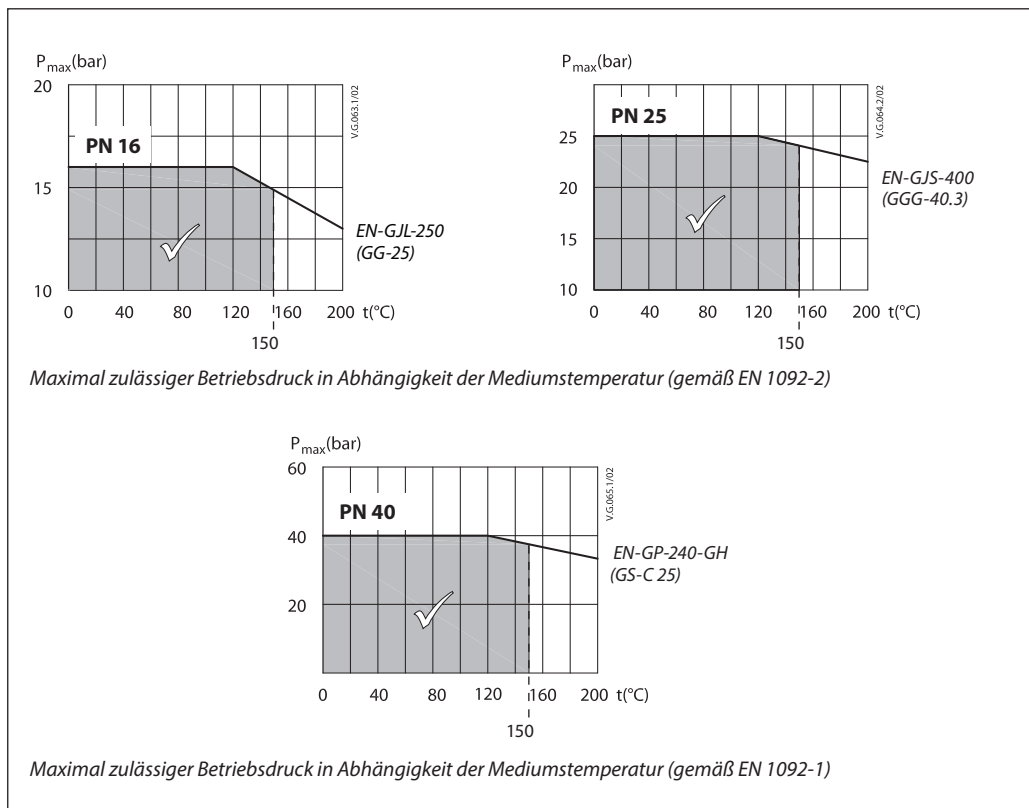 Pmax(bar)
20
15
10
PN 16
V.G.063.1/02
EN-GJL-250
(GG-25)
0 40 80 120 160 200 t(°C)
150
Pmax(bar)
25
20
15
10
PN 25
V.G.064.2/02
EN-GJS-400
(GGG-40.3)
0 40 80 120 160 200 t(°C)
150
Maximal zulässiger Betriebsdruck in Abhängigkeit der Mediumstemperatur (gemäß EN 1092-2)
Pmax(bar)
60
40
20
PN 40
V.G.065.1/02
EN-GP-240-GH
(GS-C 25)
0 40 80 120 160 200 t(°C)
150
Maximal zulässiger Betriebsdruck in Abhängigkeit der Mediumstemperatur (gemäß EN 1092-1)